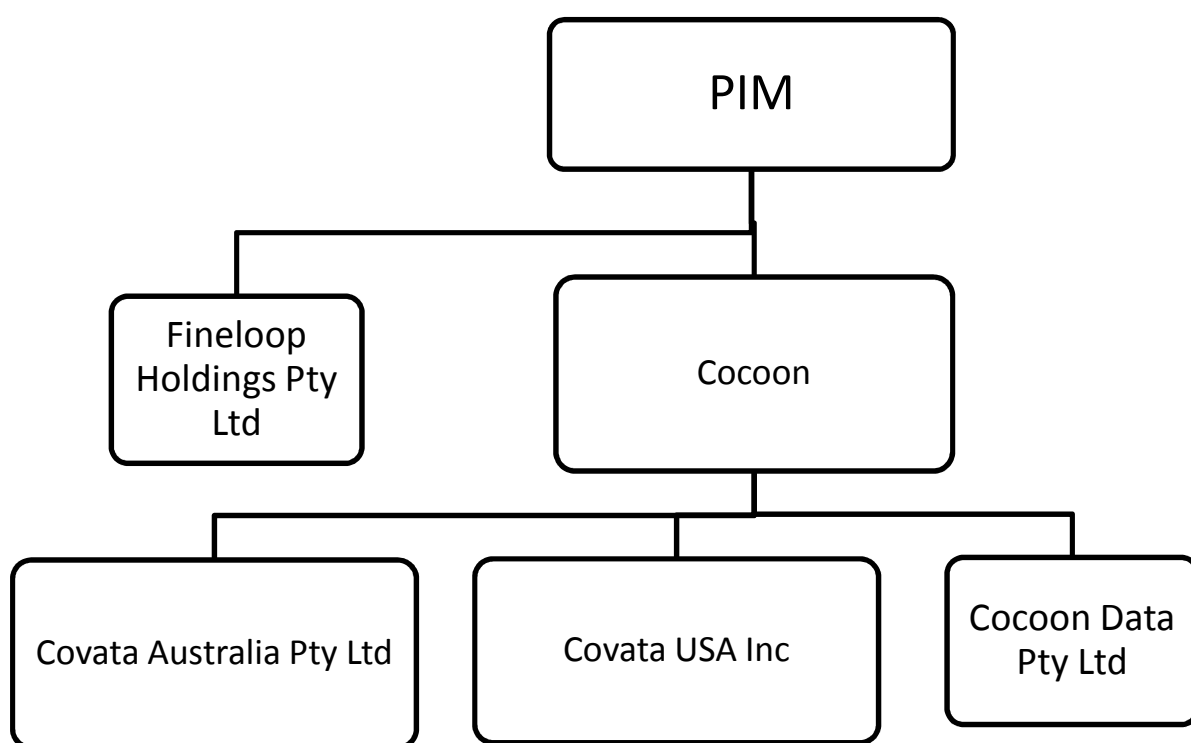 PIM
Fineloop
Holdings Pty
Ltd
Cocoon
Covata Australia Pty Ltd
Covata USA Inc
Cocoon Data
Pty Ltd